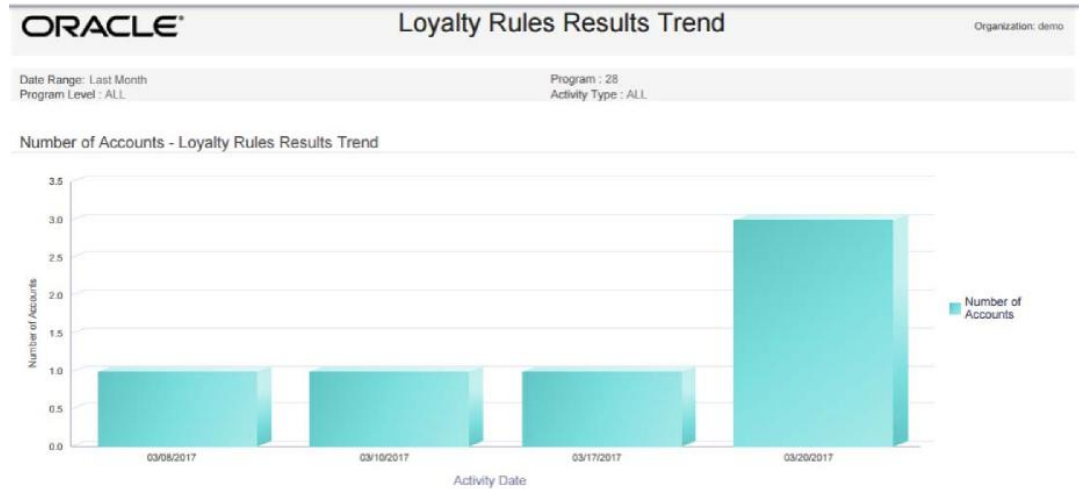 ORACLE®
Loyalty Rules Results Trend
Organization: demo
Date Range: Last Month
Program : 28
Program Level : ALL
Activity Type : ALL
Number of Accounts - Loyalty Rules Results Trend
3.5
3.0
2.5
2.0
1.5
1.0
0.5
0.0
Number of Accounts
03/08/2017
03/10/2017
03/17/2017
03/20/2017
Activity Date
Number of
Accounts